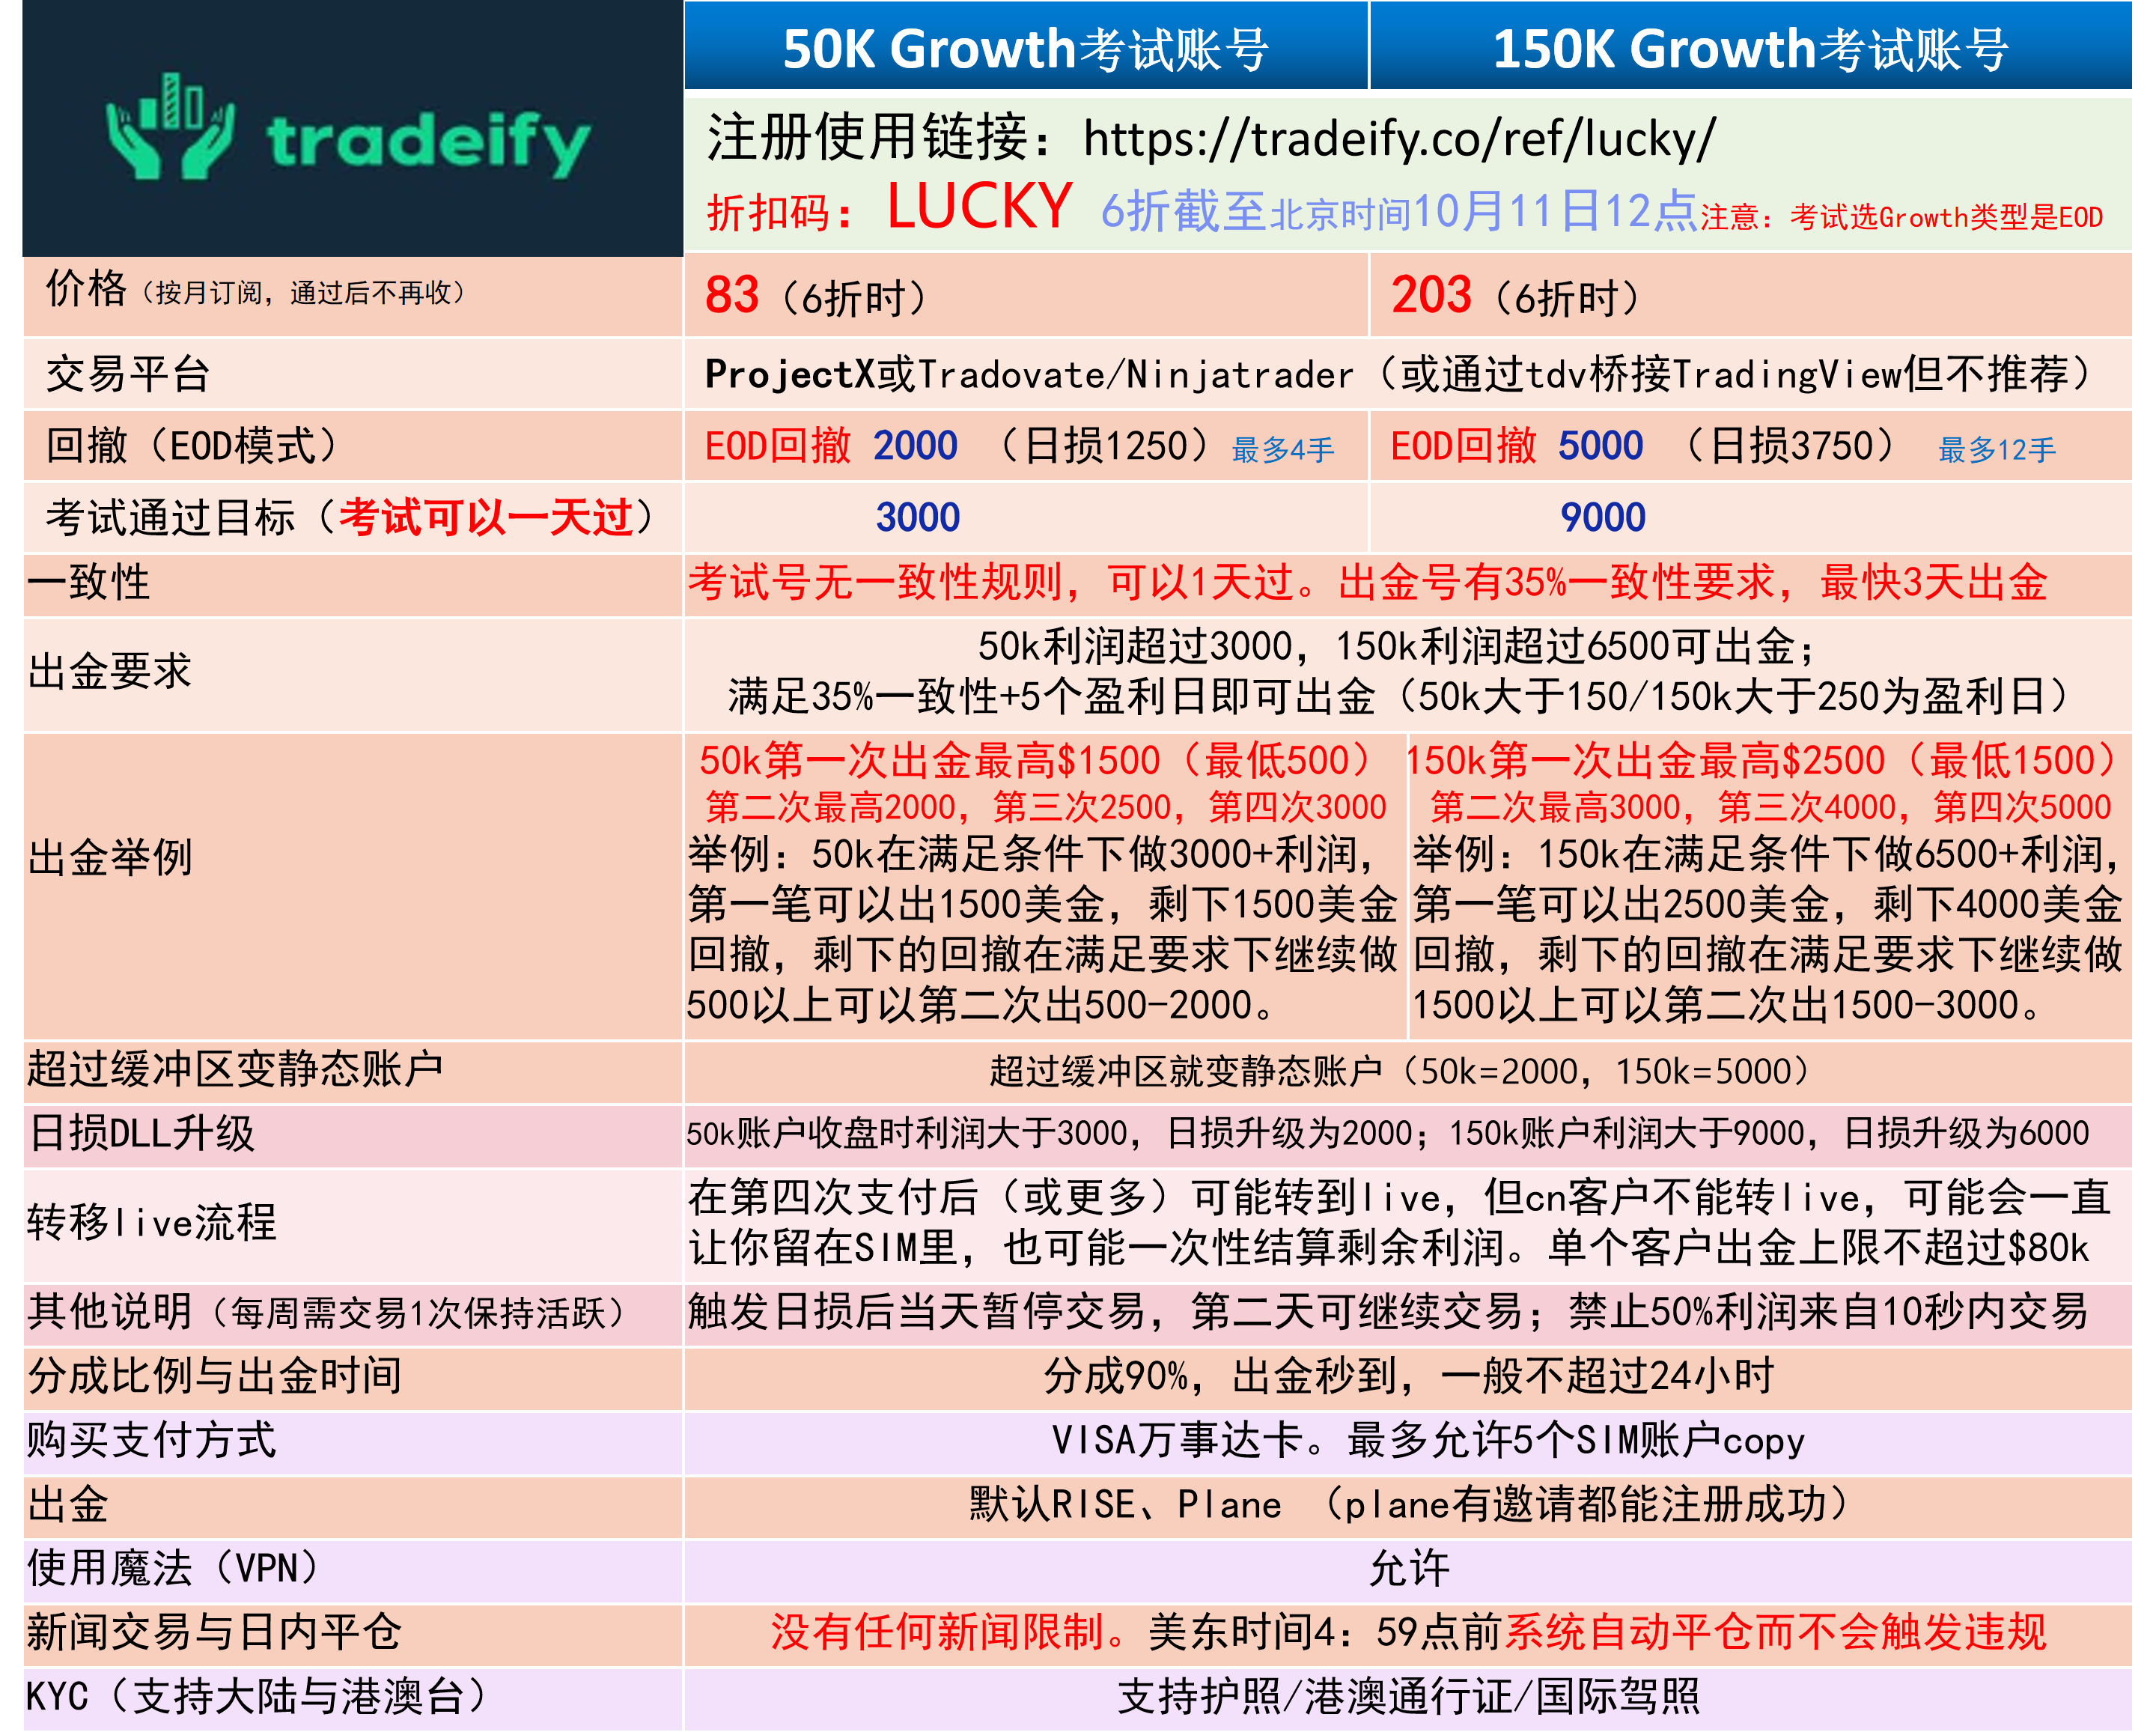 tradeify
50K Growth考试账号
150K Growth考试账号
注册使用链接：https://tradeify.co/ref/lucky/
折扣码：LUCKY 6折截至北京时间10月11日12点注意：考试选Growth类型是EOD
价格（按月订阅，通过后不再收）
83（6折时）
203（6折时）
交易平台
ProjectX或Tradovate/Ninjatrader（或通过tdv桥接TradingView但不推荐）
回撤（EOD模式）
EOD回撤 2000 （日损1250）最多4手
EOD回撤 5000 （日损3750） 最多12手
考试通过目标（考试可以一天过）
3000
9000
一致性
考试号无一致性规则，可以1天过。出金号有35%一致性要求，最快3天出金
出金要求
50k利润超过3000，150k利润超过6500可出金；
满足35%一致性+5个盈利日即可出金（50k大于150/150k大于250为盈利日）
出金举例
50k第一次出金最高$1500（最低500）
第二次最高2000，第三次2500，第四次3000
举例：50k在满足条件下做3000+利润，
第一笔可以出1500美金，剩下1500美金
回撤，剩下的回撤在满足要求下继续做
500以上可以第二次出500-2000。
150k第一次出金最高$2500（最低1500）
第二次最高3000，第三次4000，第四次5000
举例：150k在满足条件下做6500+利润，
第一笔可以出2500美金，剩下4000美金
回撤，剩下的回撤在满足要求下继续做
1500以上可以第二次出1500-3000。
超过缓冲区变静态账户
超过缓冲区就变静态账户（50k=2000，150k=5000）
日损DLL升级
50k账户收盘时利润大于3000，日损升级为2000；150k账户利润大于9000，日损升级为6000
转移live流程
在第四次支付后（或更多）可能转到live，但cn客户不能转live，可能会一直
让你留在SIM里，也可能一次性结算剩余利润。单个客户出金上限不超过$80k
其他说明（每周需交易1次保持活跃）
触发日损后当天暂停交易，第二天可继续交易；禁止50%利润来自10秒内交易
分成比例与出金时间
分成90%，出金秒到，一般不超过24小时
购买支付方式
VISA万事达卡。最多允许5个SIM账户copy
出金
默认RISE、Plane （plane有邀请都能注册成功）
使用魔法（VPN）
允许
新闻交易与日内平仓
没有任何新闻限制。美东时间4：59点前系统自动平仓而不会触发违规
KYC（支持大陆与港澳台）
支持护照/港澳通行证/国际驾照